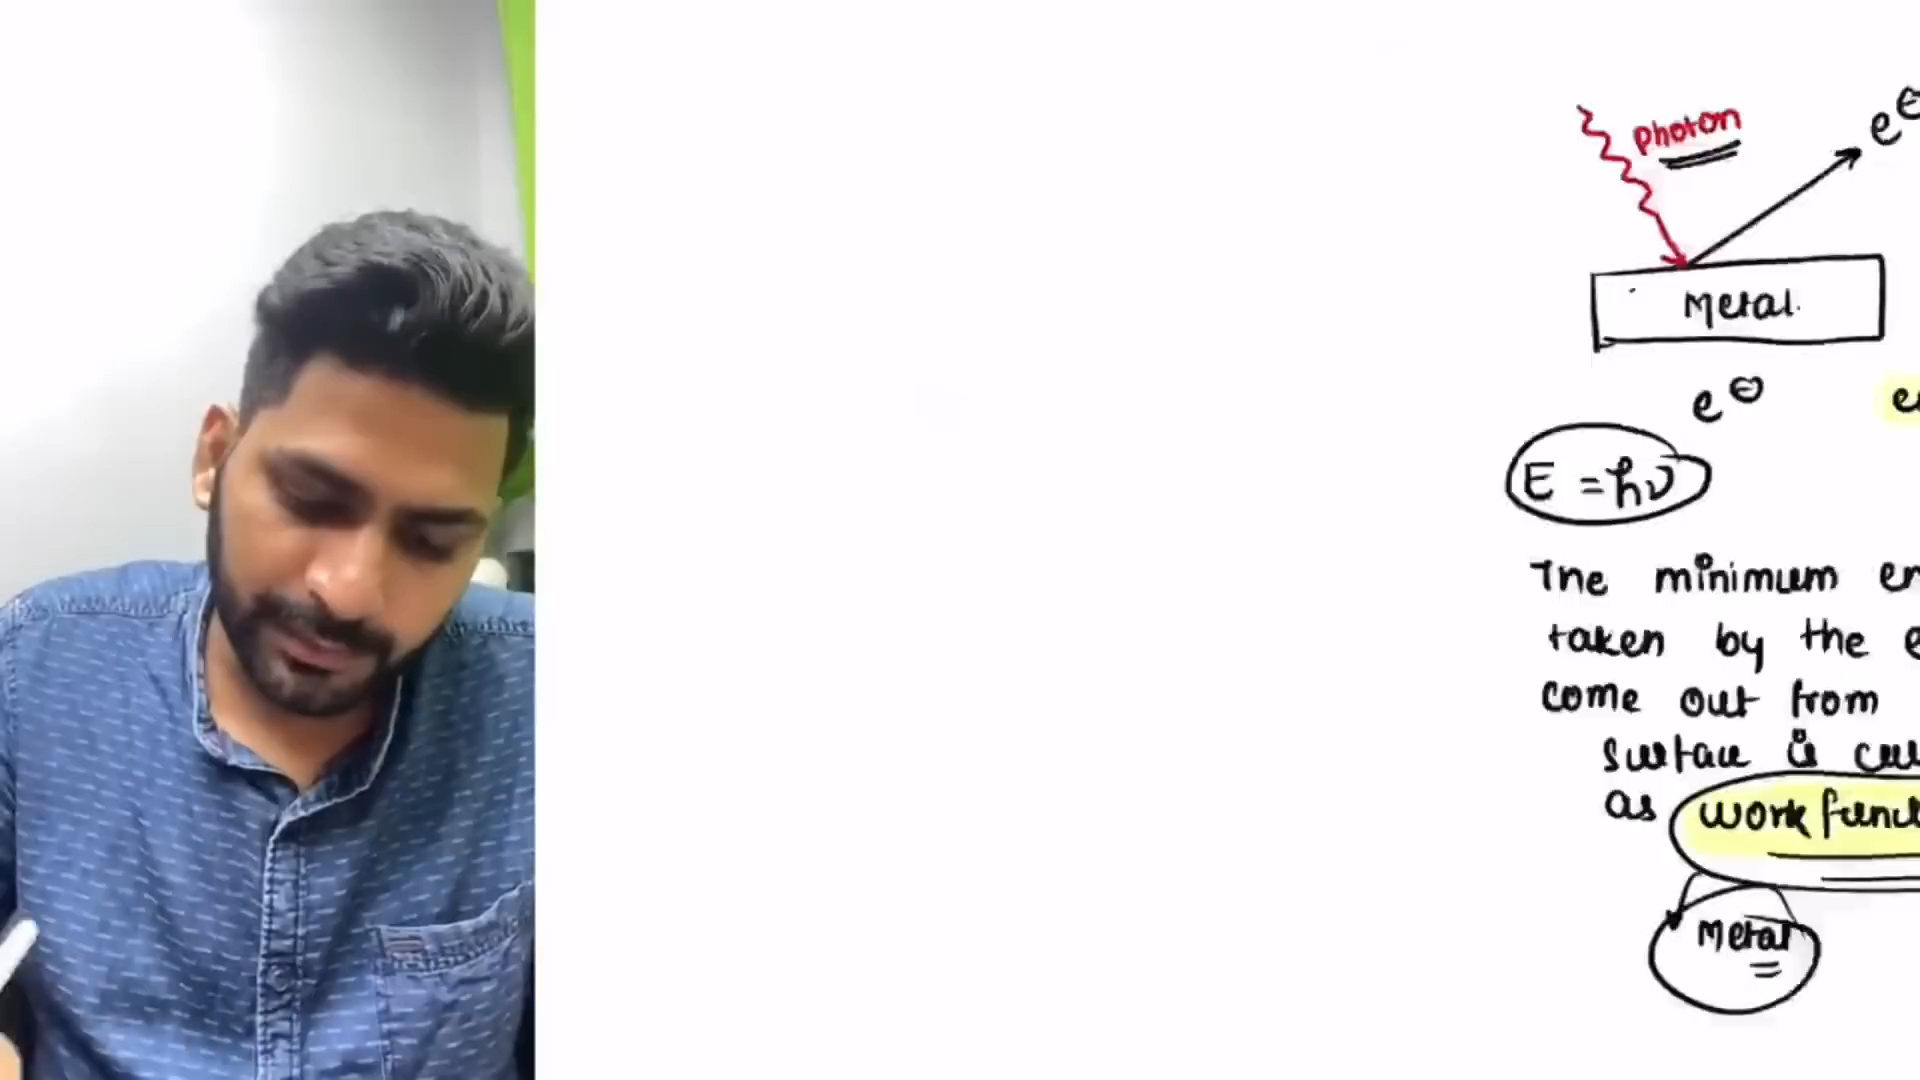 photon
e⊖
Metal.
e⊖
E = hν
The minimum
taken by the
come out from
surface is
as work
Metal